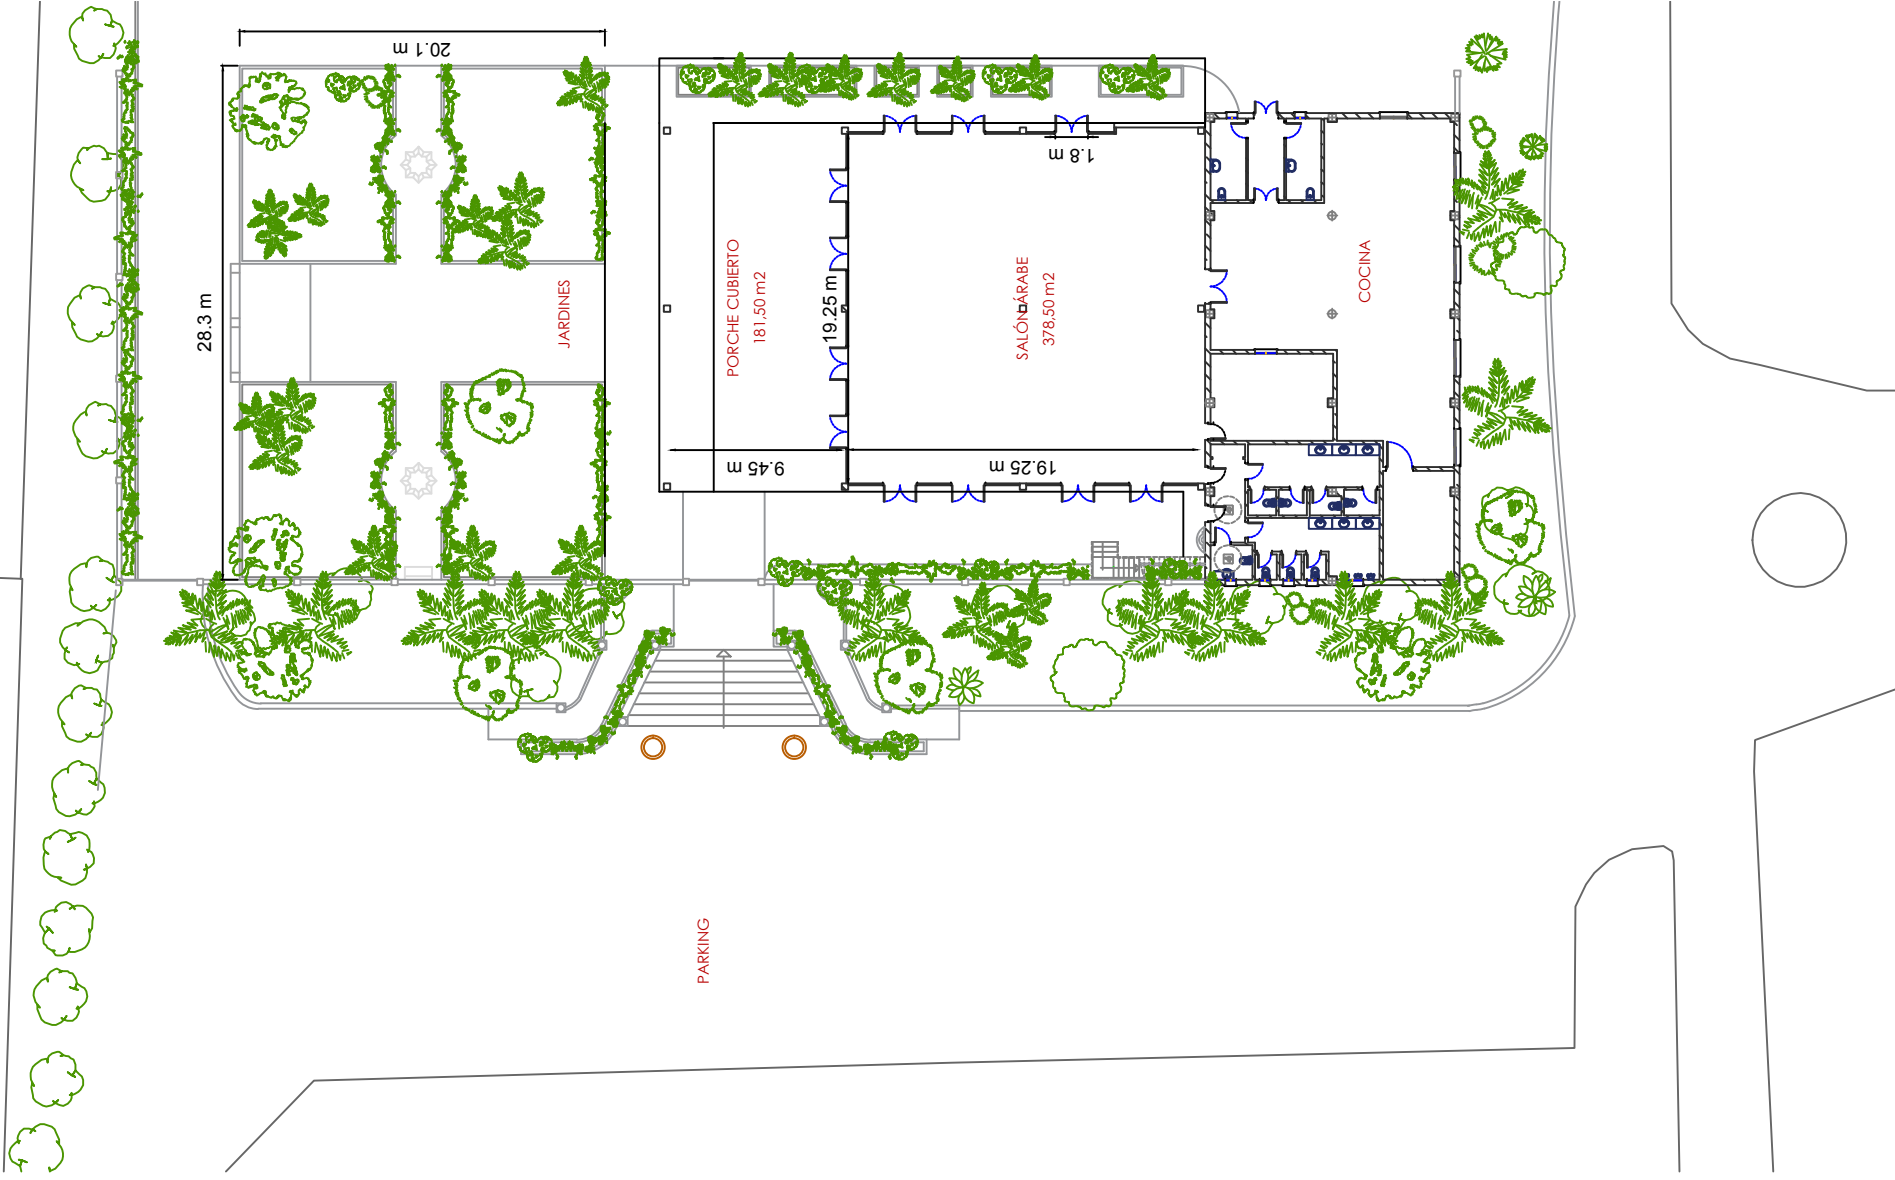 20.1 m
28.3 m
JARDINES
PORCHE CUBIERTO
181,50 m2
19.25 m
9.45 m
SALÓN ÁRABE
378,50 m2
19.25 m
1.8 m
COCINA
PARKING